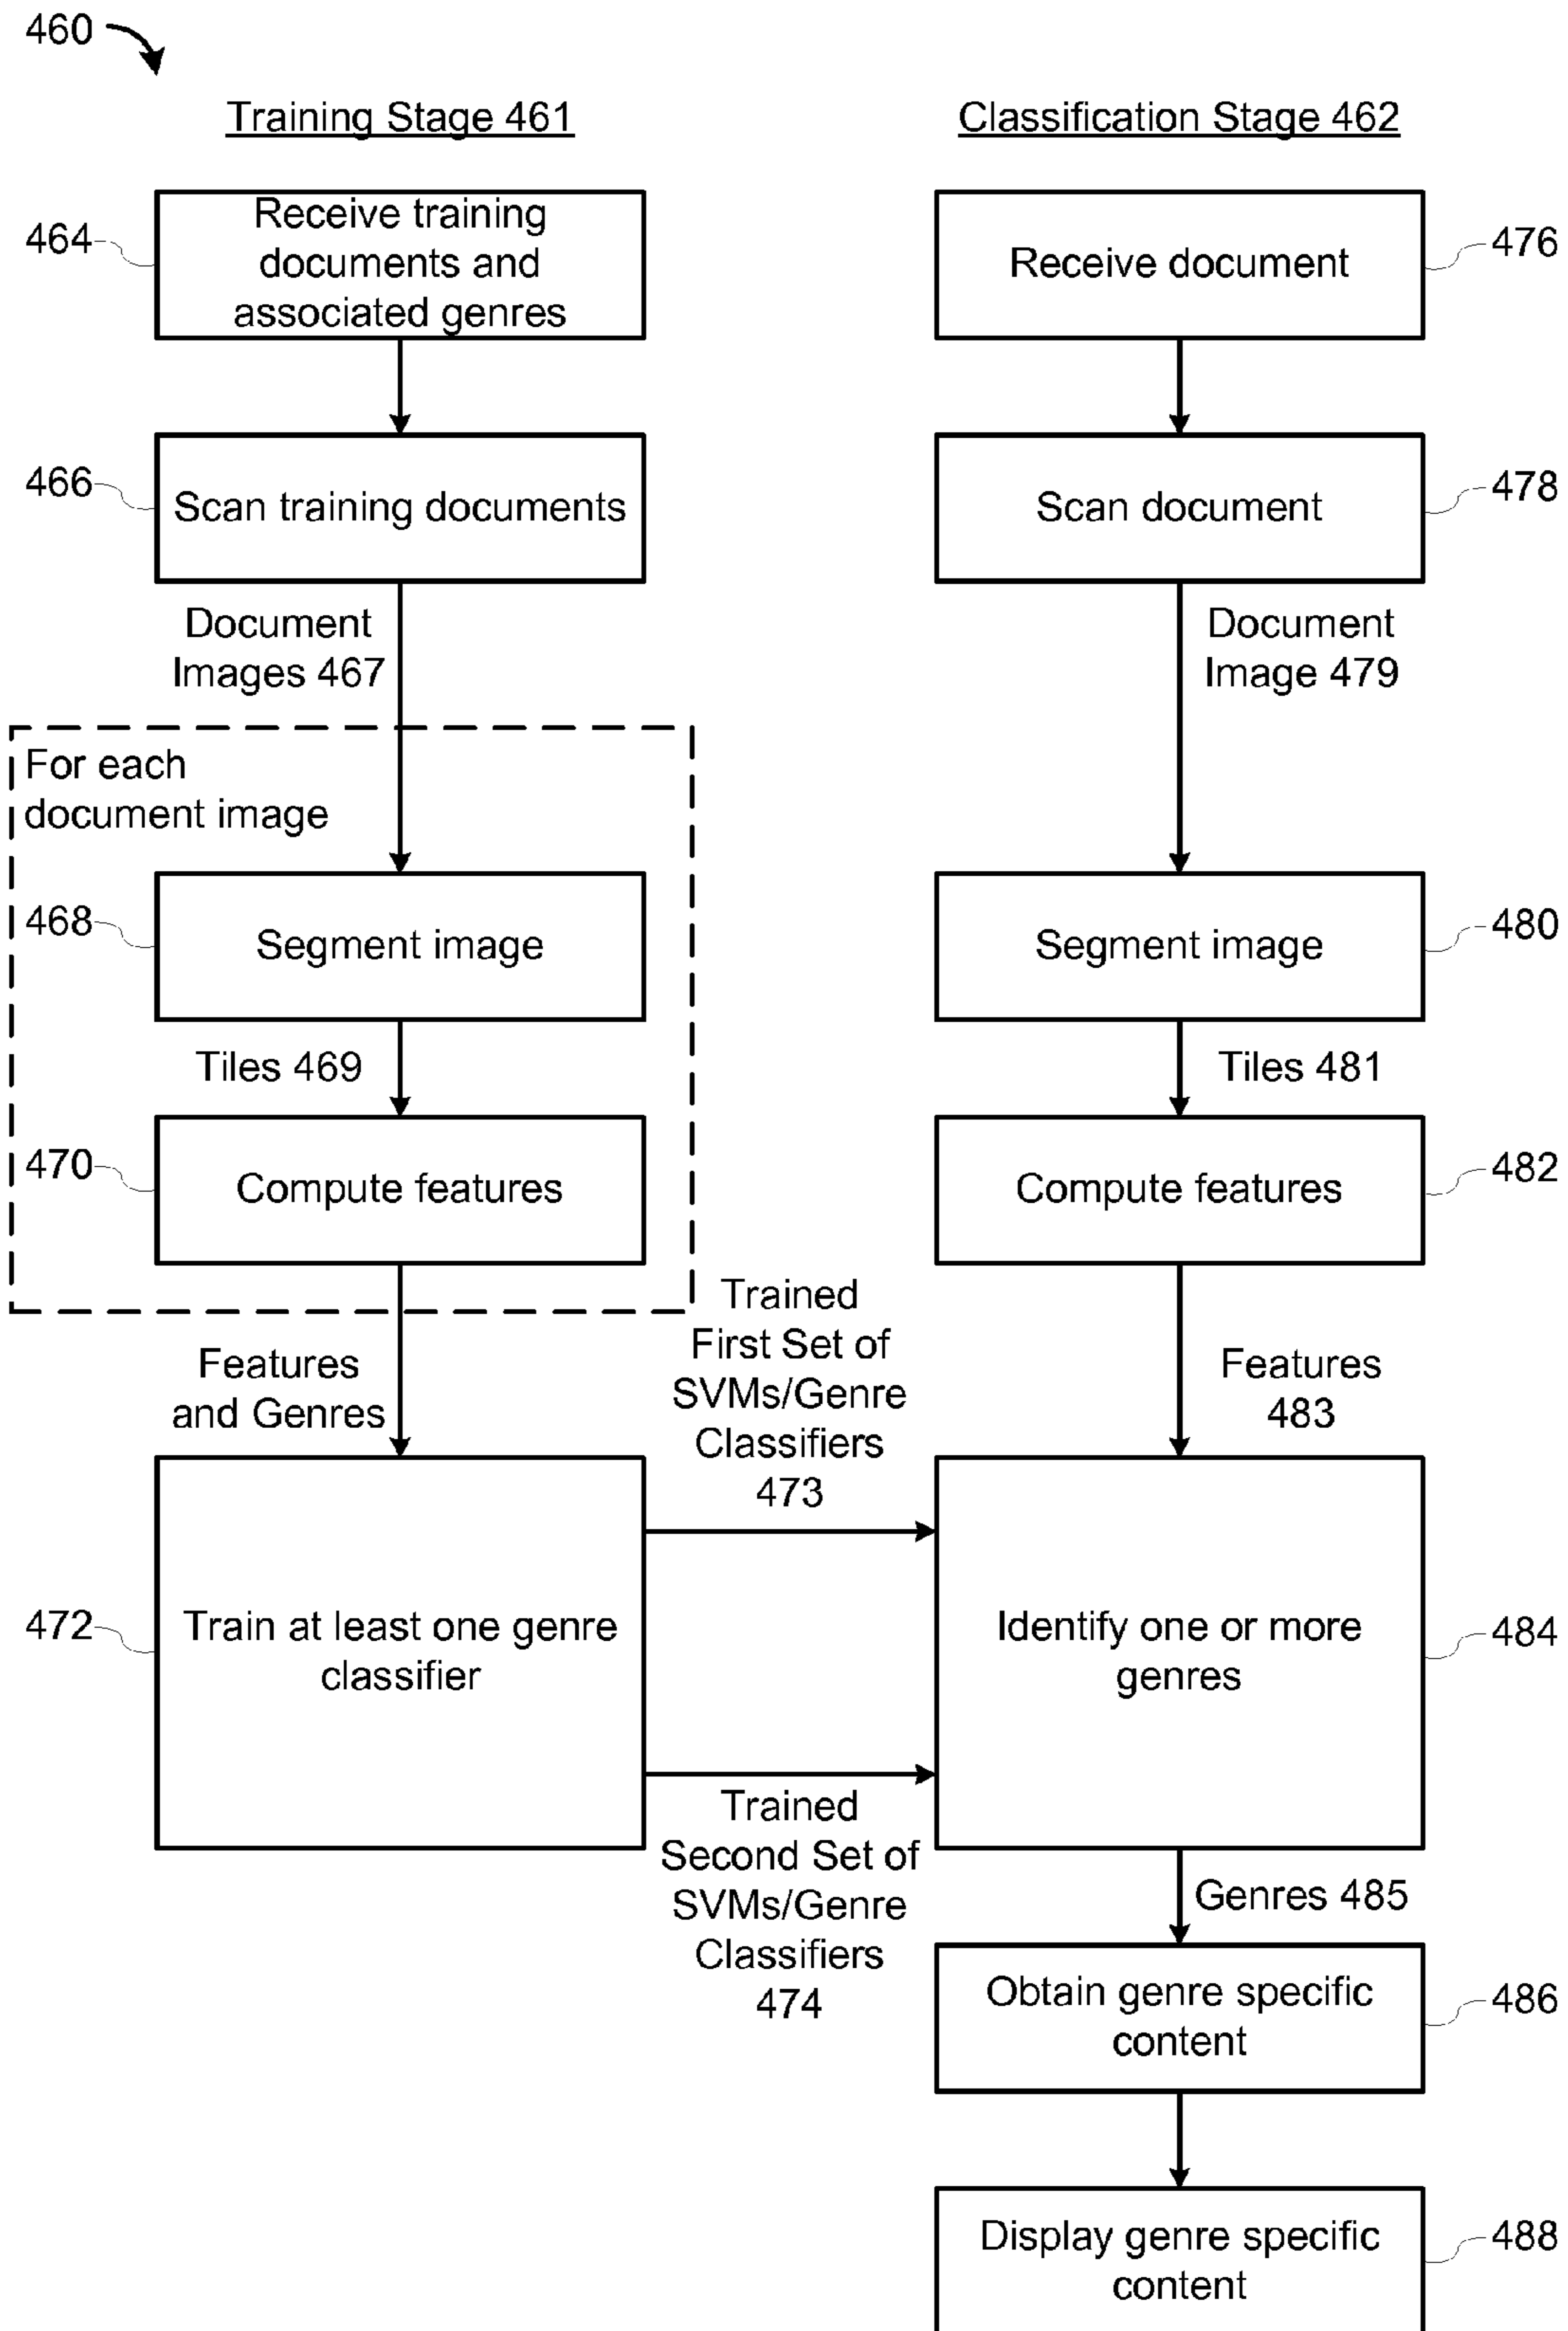 460
Training Stage 461
464
Receive training
documents and
associated genres
466
Scan training documents
Document
Images 467
For each
document image
468
Segment image
Tiles 469
470
Compute features
Features
and Genres
472
Train at least one genre
classifier
Trained
First Set of
SVMs/Genre
Classifiers
473
Trained
Second Set of
SVMs/Genre
Classifiers
474
Classification Stage 462
Receive document
476
Scan document
478
Document
Image 479
Segment image
480
Tiles 481
Compute features
482
Features
483
Identify one or more
genres
484
Genres 485
Obtain genre specific
content
486
Display genre specific
content
488